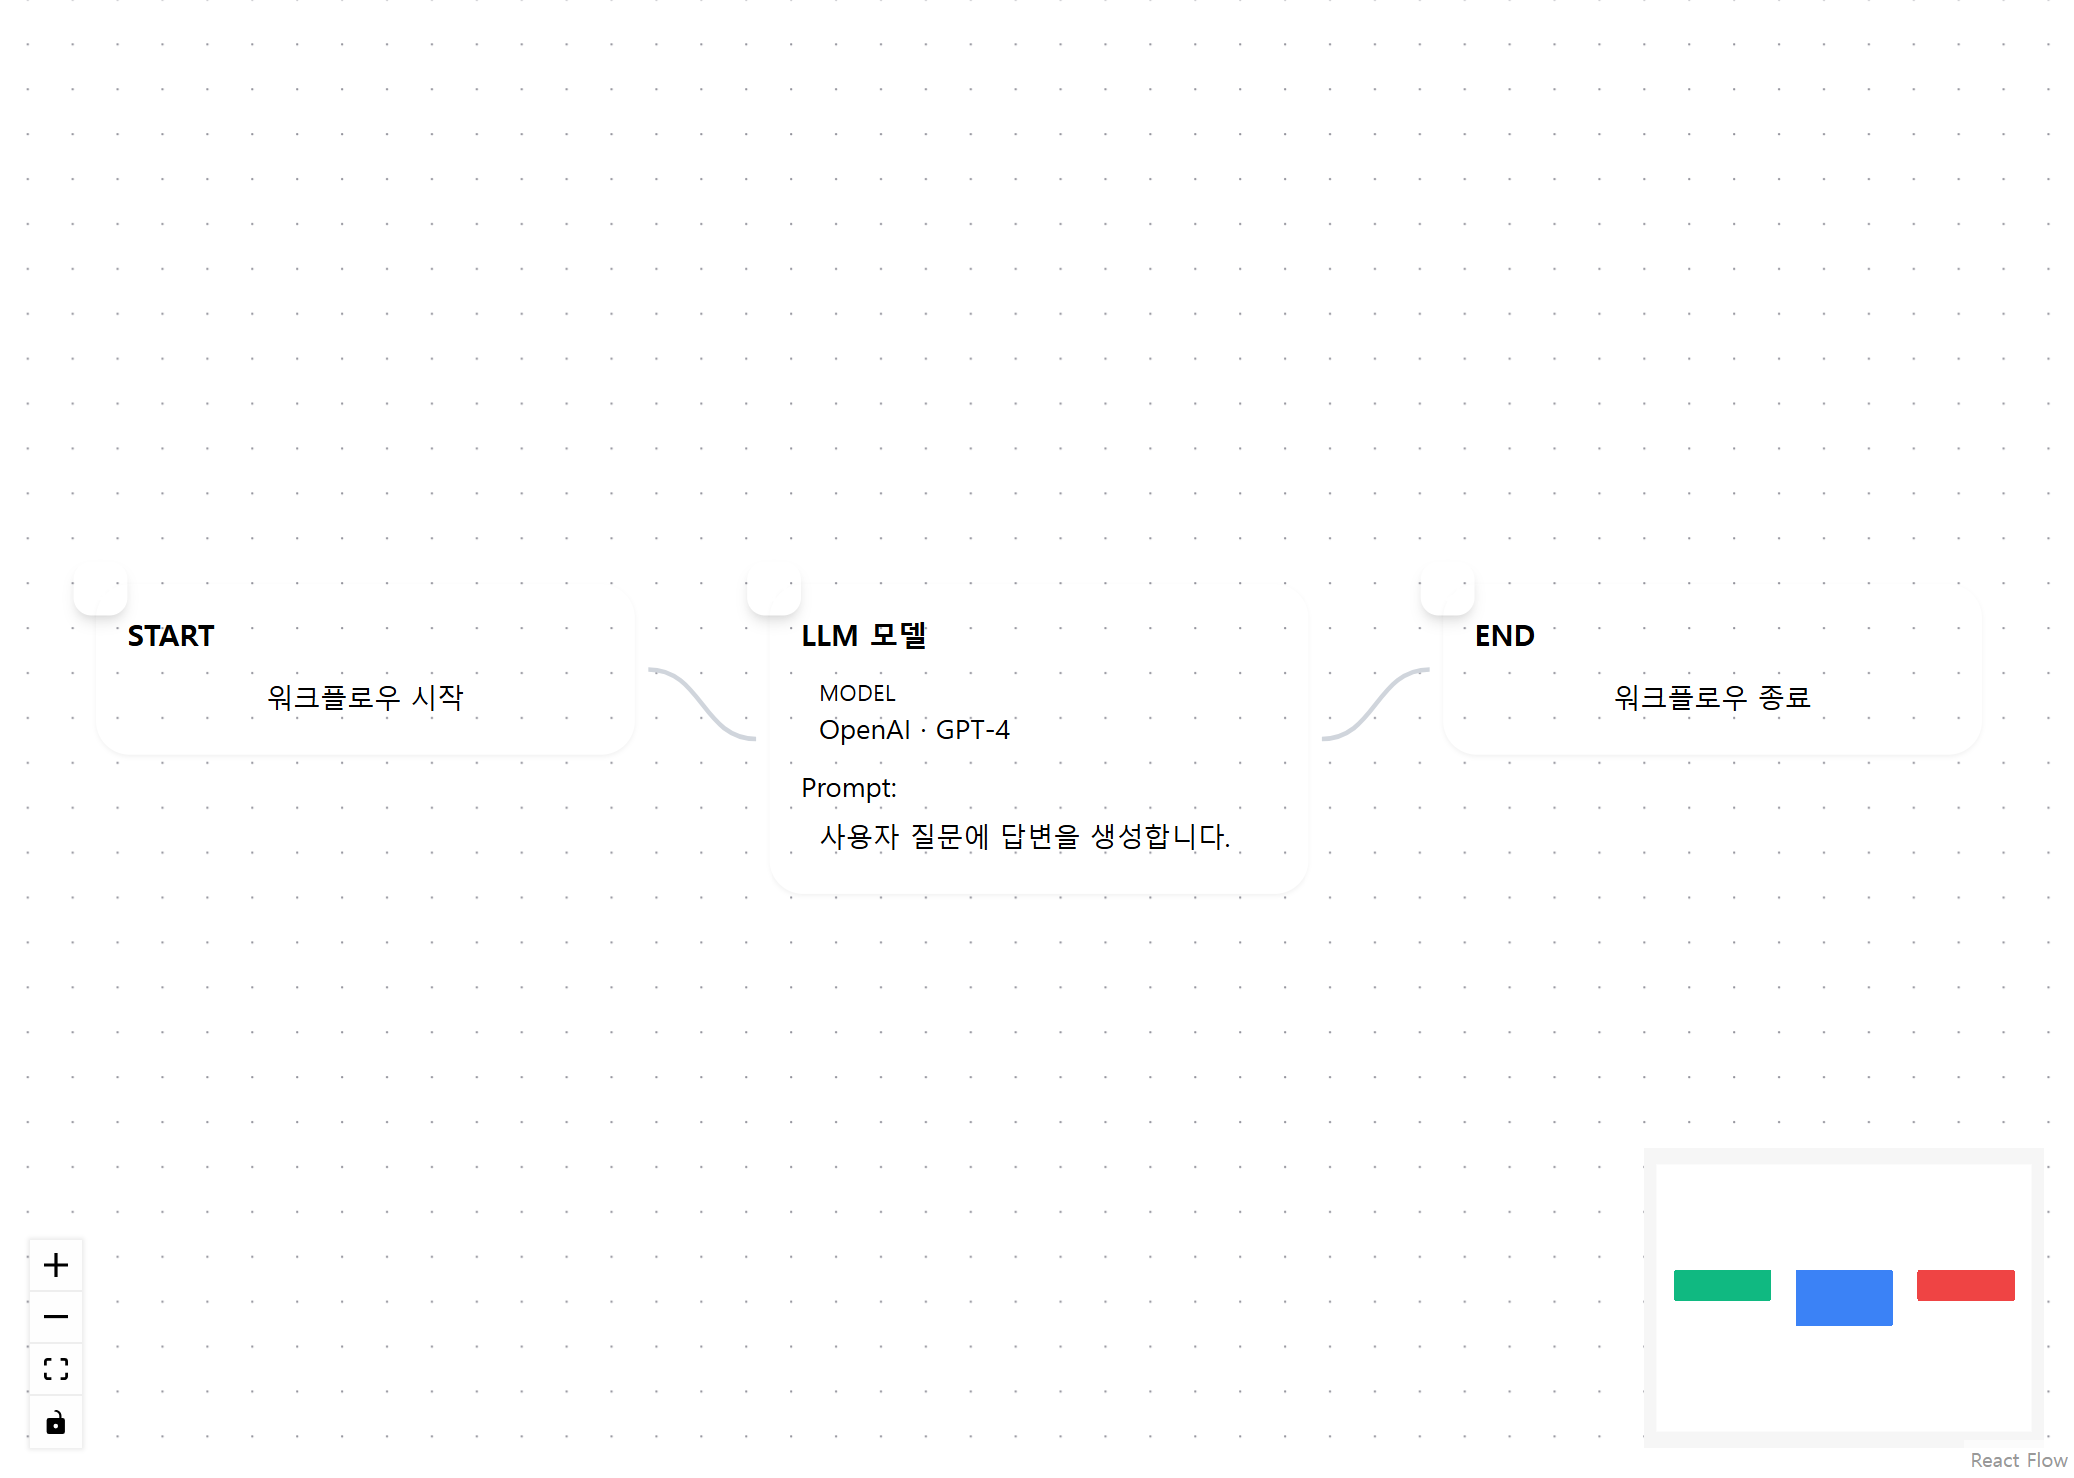 START
워크플로우 시작
LLM 모델
MODEL
OpenAI · GPT-4
Prompt:
사용자 질문에 답변을 생성합니다.
END
워크플로우 종료
React Flow